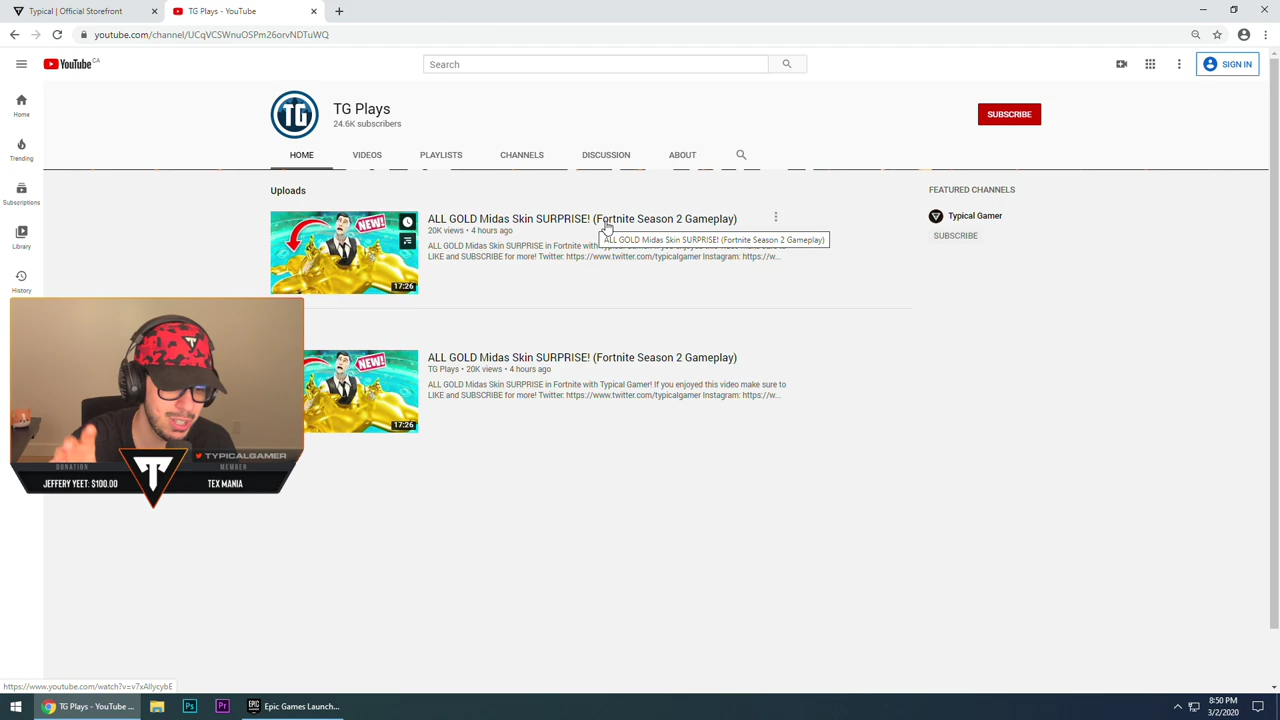 Typical | Official Storefront
TG Plays - YouTube
youtube.com/channel/UCqVCSWnuOSPm26orvNDTuWQ
YouTube CA
Search
SIGN IN
Home
Trending
Subscriptions
Library
History
TG
TG Plays
24.6K subscribers
SUBSCRIBE
HOME
VIDEOS
PLAYLISTS
CHANNELS
DISCUSSION
ABOUT
Uploads
NEW!
17:26
ALL GOLD Midas Skin SURPRISE! (Fortnite Season 2 Gameplay)
20K views • 4 hours ago
ALL GOLD Midas Skin SURPRISE! (Fortnite Season 2 Gameplay)
ALL GOLD Midas Skin SURPRISE in Fortnite with
LIKE and SUBSCRIBE for more! Twitter: https://www.twitter.com/typicalgamer Instagram: https://w...
FEATURED CHANNELS
Typical Gamer
SUBSCRIBE
NEW!
17:26
ALL GOLD Midas Skin SURPRISE! (Fortnite Season 2 Gameplay)
TG Plays • 20K views • 4 hours ago
ALL GOLD Midas Skin SURPRISE in Fortnite with Typical Gamer! If you enjoyed this video make sure to
LIKE and SUBSCRIBE for more! Twitter: https://www.twitter.com/typicalgamer Instagram: https://w...
TYPICALGAMER
DONATION
MEMBER
JEFFERY YEET: $100.00
TEX MANIA
TG Plays - YouTube ...
Ps
Pr
EPIC
Epic Games Launch...
8:50 PM
3/2/2020